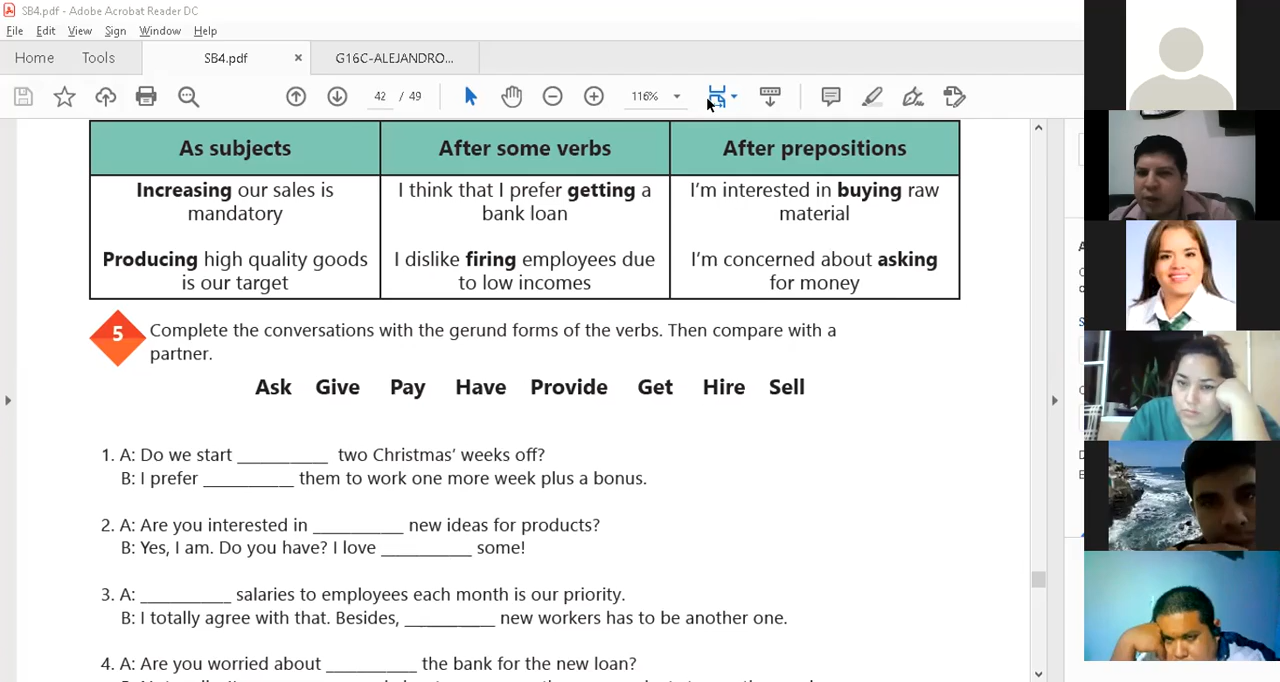 SB4.pdf - Adobe Acrobat Reader DC
File Edit View Sign Window Help
Home Tools SB4.pdf × G16C-ALEJANDRO...
42 / 49 116%
As subjects After some verbs After prepositions
Increasing our sales is mandatory
I think that I prefer getting a bank loan
I'm interested in buying raw material
Producing high quality goods is our target
I dislike firing employees due to low incomes
I'm concerned about asking for money
5 Complete the conversations with the gerund forms of the verbs. Then compare with a
partner.
Ask Give Pay Have Provide Get Hire Sell
1. A: Do we start __________ two Christmas' weeks off?
B: I prefer __________ them to work one more week plus a bonus.
2. A: Are you interested in __________ new ideas for products?
B: Yes, I am. Do you have? I love __________ some!
3. A: __________ salaries to employees each month is our priority.
B: I totally agree with that. Besides, __________ new workers has to be another one.
4. A: Are you worried about __________ the bank for the new loan?